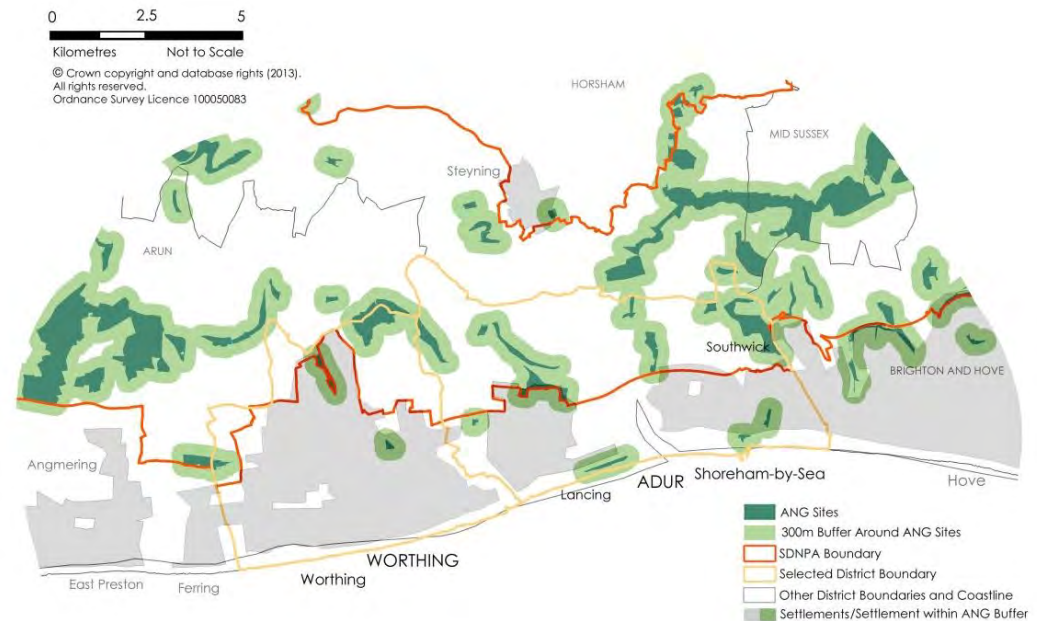 0 2.5 5
Kilometres Not to Scale
© Crown copyright and database rights (2013).
All rights reserved.
Ordnance Survey Licence 100050083
HORSHAM
MID SUSSEX
Steyning
ARUN
Southwick
BRIGHTON AND HOVE
Angmering
ADUR
Shoreham-by-Sea
Hove
Lancing
WORTHING
Worthing
East Preston
Ferring
ANG Sites
300m Buffer Around ANG Sites
SDNPA Boundary
Selected District Boundary
Other District Boundaries and Coastline
Settlements/Settlement within ANG Buffer